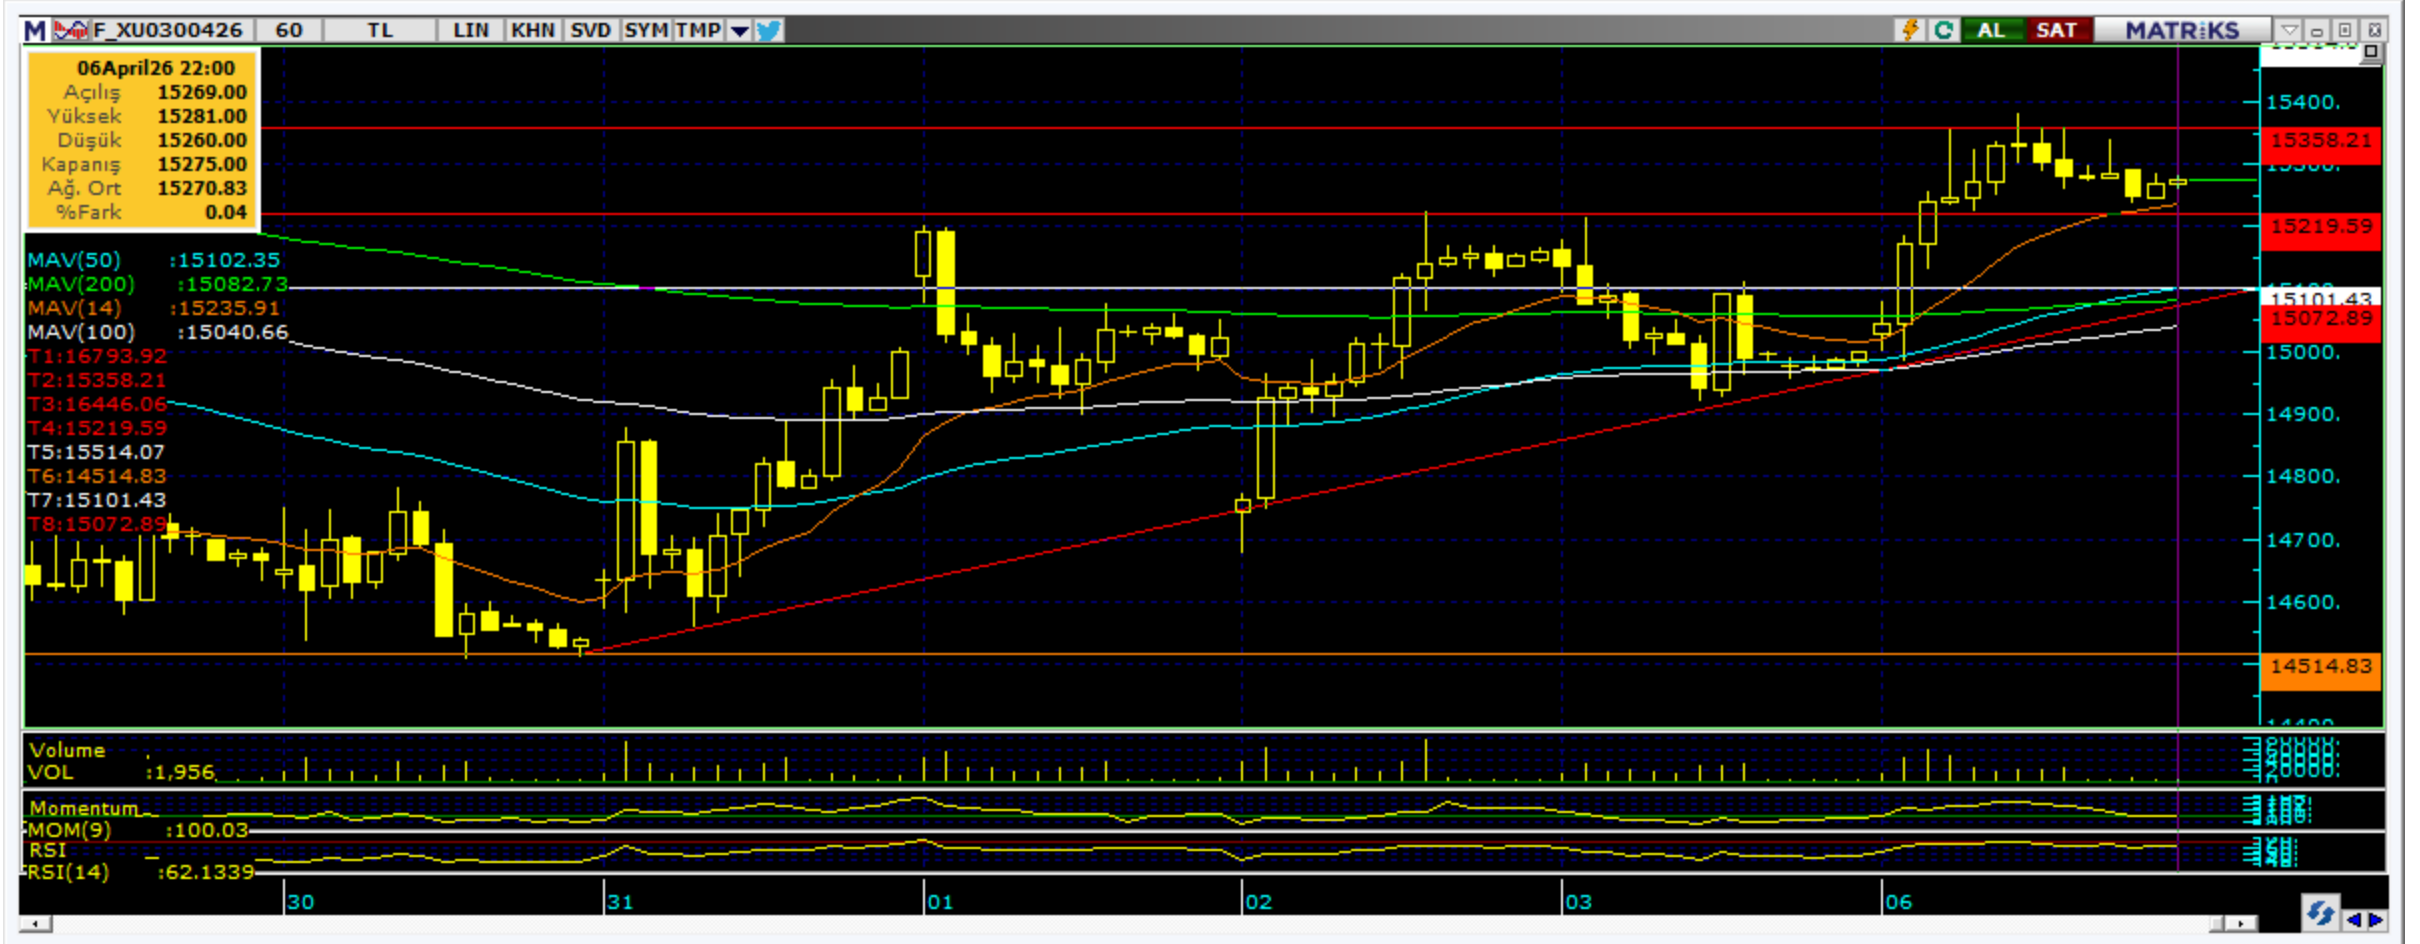 M F_XU0300426 60 TL LIN KHN SVD SYM TMP AL SAT MATRiKS
06April26 22:00
Açılış 15269.00
Yüksek 15281.00
Düşük 15260.00
Kapanış 15275.00
Ağ. Ort 15270.83
%Fark 0.04
MAV(50) :15102.35
MAV(200) :15082.73
MAV(14) :15235.91
MAV(100) :15040.66
T1:16793.92
T2:15358.21
T3:16446.06
T4:15219.59
T5:15514.07
T6:14514.83
T7:15101.43
T8:15072.89
15400.
15358.21
15300.
15219.59
15100.
15101.43
15072.89
15000.
14900.
14800.
14700.
14600.
14514.83
14400
Volume
VOL :1,956
Momentum
MOM(9) :100.03
RSI
RSI(14) :62.1339
30 31 01 02 03 06